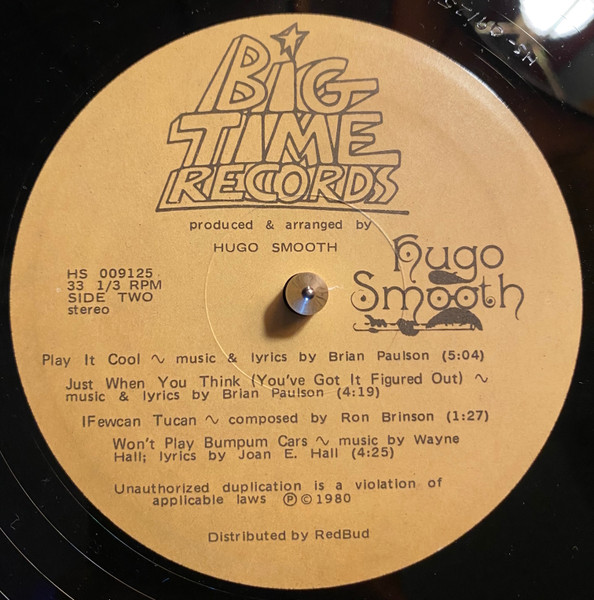 BIG
TIME
RECORDS
produced & arranged by
HUGO SMOOTH
HS 009125
33 1/3 RPM
SIDE TWO
stereo
Hugo
Smooth
Play It Cool ~ music & lyrics by Brian Paulson (5:04)
Just When You Think (You've Got It Figured Out) ~
music & lyrics by Brian Paulson (4:19)
IFewcan Tucan ~ composed by Ron Brinson (1:27)
Won't Play Bumpum Cars ~ music by Wayne
Hall; lyrics by Joan E. Hall (4:25)
Unauthorized duplication is a violation of
applicable laws ℗ © 1980
Distributed by RedBud